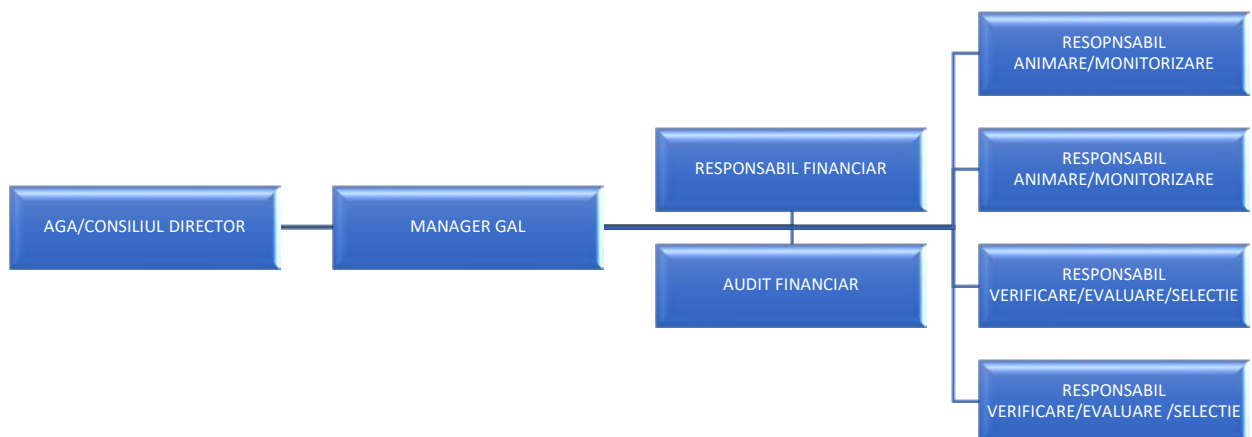 AGA/CONSILIUL DIRECTOR
MANAGER GAL
RESPONSABIL FINANCIAR
AUDIT FINANCIAR
RESOPNSABIL
ANIMARE/MONITORIZARE
RESPONSABIL
ANIMARE/MONITORIZARE
RESPONSABIL
VERIFICARE/EVALUARE/SELECTIE
RESPONSABIL
VERIFICARE/EVALUARE /SELECTIE